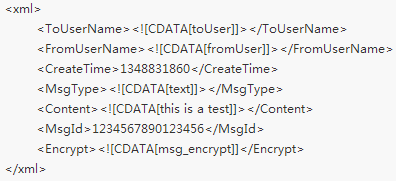 <xml>
<ToUserName><![CDATA[toUser]]></ToUserName>
<FromUserName><![CDATA[fromUser]]></FromUserName>
<CreateTime>1348831860</CreateTime>
<MsgType><![CDATA[text]]></MsgType>
<Content><![CDATA[this is a test]]></Content>
<MsgId>1234567890123456</MsgId>
<Encrypt><![CDATA[msg_encrypt]]</Encrypt>
</xml>